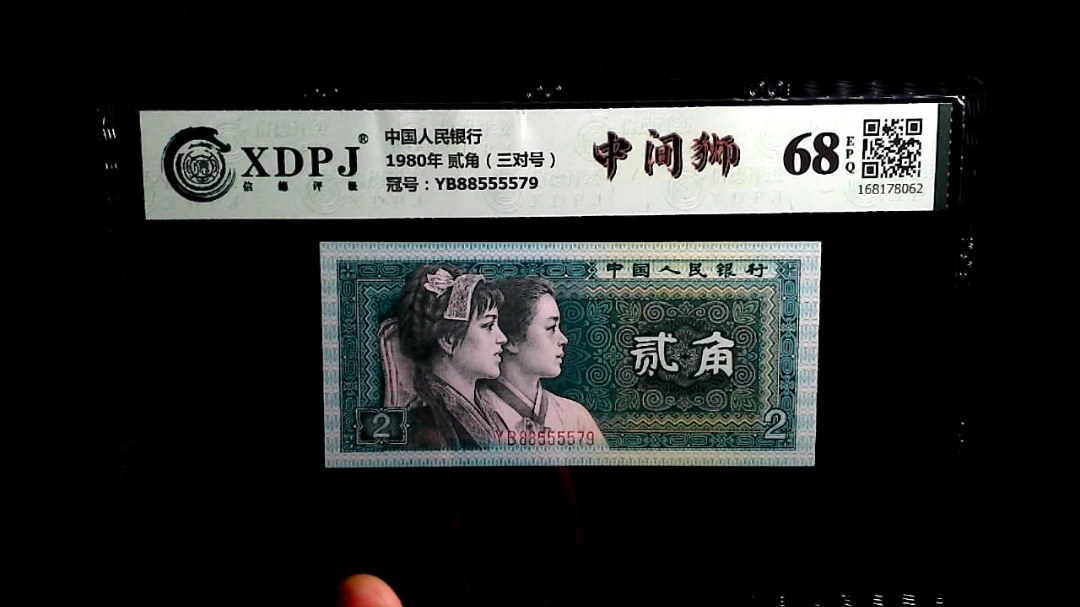 XDPJ®
信德评级
中国人民银行
1980年 贰角（三对号）
冠号：YB88555579
中间狮
68
EPQ
168178062
中国人民银行
贰角
2
2
YB88555579